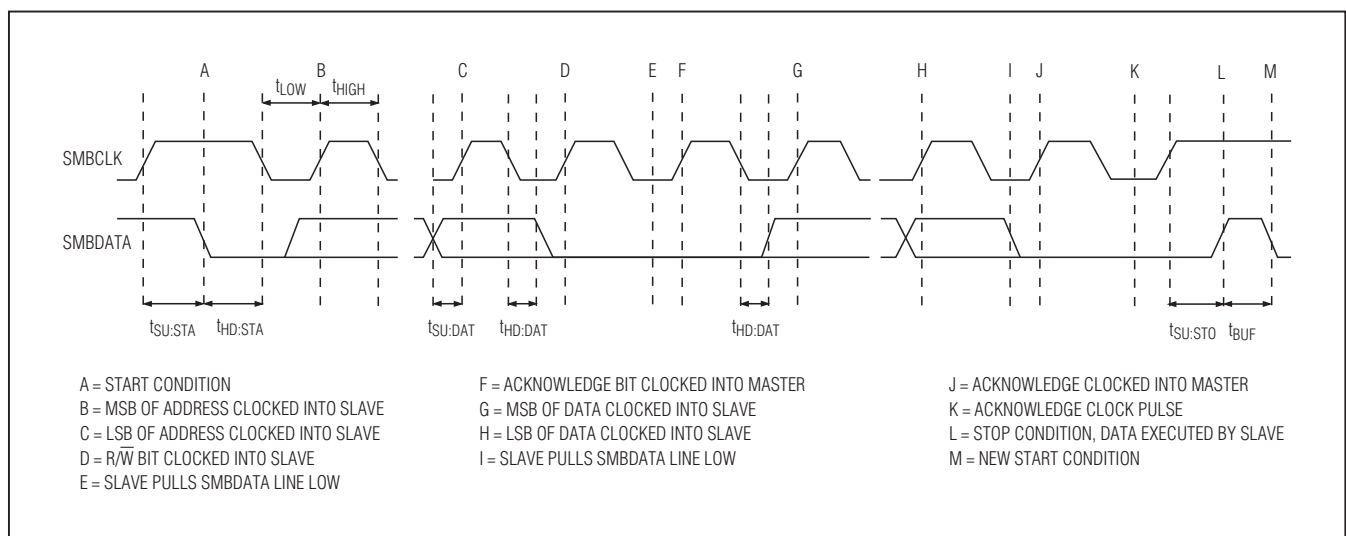 A B C D E F G H I J K L M
tLOW tHIGH
SMBCLK
SMBDATA
tSU:STA tHD:STA tSU:DAT tHD:DAT tHD:DAT tSU:STO tBUF
A = START CONDITION
B = MSB OF ADDRESS CLOCKED INTO SLAVE
C = LSB OF ADDRESS CLOCKED INTO SLAVE
D = R/W̅ BIT CLOCKED INTO SLAVE
E = SLAVE PULLS SMBDATA LINE LOW
F = ACKNOWLEDGE BIT CLOCKED INTO MASTER
G = MSB OF DATA CLOCKED INTO SLAVE
H = LSB OF DATA CLOCKED INTO SLAVE
I = SLAVE PULLS SMBDATA LINE LOW
J = ACKNOWLEDGE CLOCKED INTO MASTER
K = ACKNOWLEDGE CLOCK PULSE
L = STOP CONDITION, DATA EXECUTED BY SLAVE
M = NEW START CONDITION